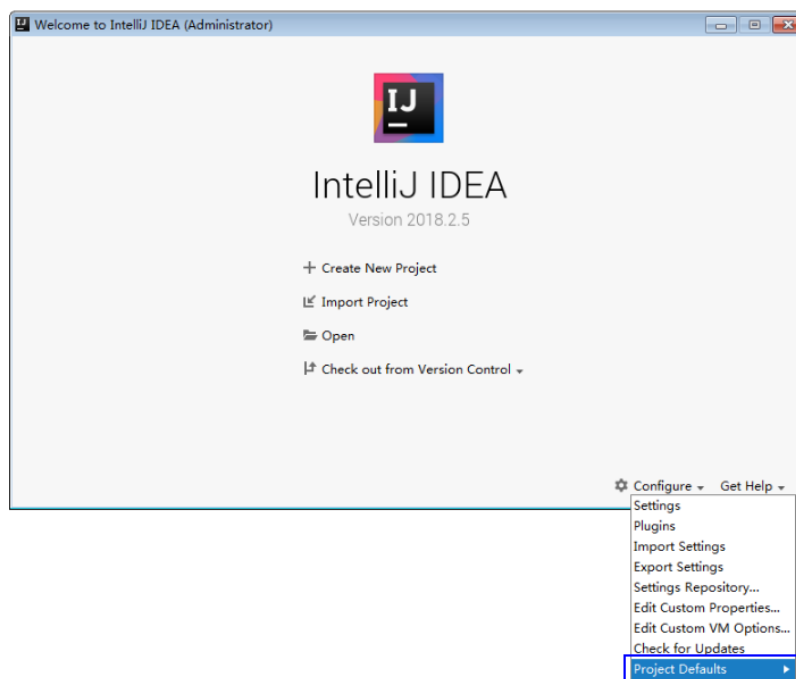 Welcome to IntelliJ IDEA (Administrator)
IJ
IntelliJ IDEA
Version 2018.2.5
Create New Project
Import Project
Open
Check out from Version Control
Configure Get Help
Settings
Plugins
Import Settings
Export Settings
Settings Repository...
Edit Custom Properties...
Edit Custom VM Options...
Check for Updates
Project Defaults